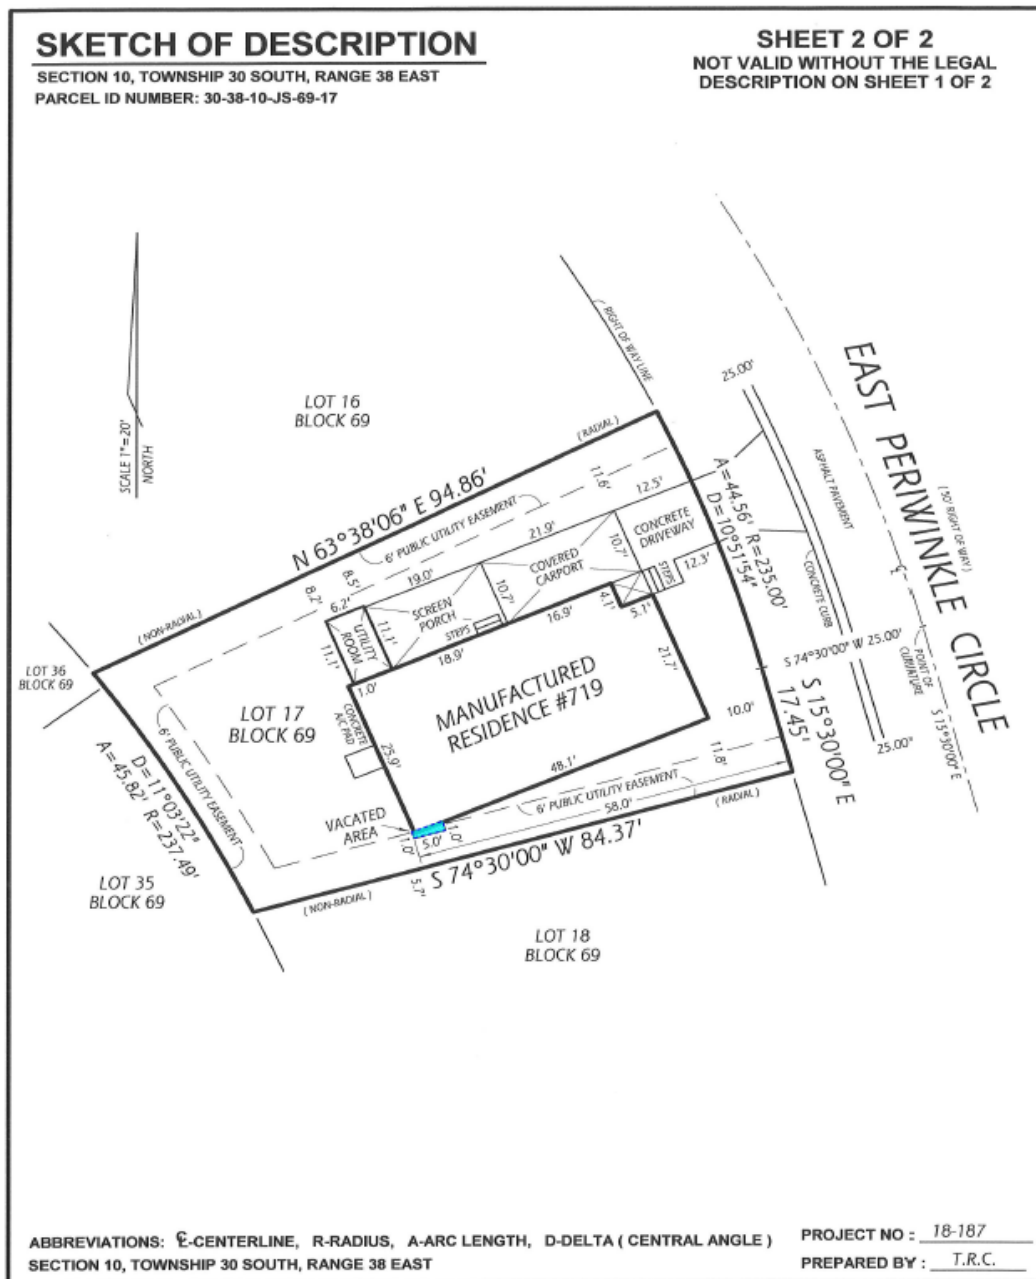 SKETCH OF DESCRIPTION
SECTION 10, TOWNSHIP 30 SOUTH, RANGE 38 EAST
PARCEL ID NUMBER: 30-38-10-JS-69-17
SHEET 2 OF 2
NOT VALID WITHOUT THE LEGAL
DESCRIPTION ON SHEET 1 OF 2
SCALE 1"=20'
NORTH
LOT 16
BLOCK 69
RIGHT OF WAY LINE
25.00'
EAST PERIWINKLE CIRCLE
(50' RIGHT OF WAY)
ASPHALT PAVEMENT
CONCRETE CURB
℄
(RADIAL)
N 63°38'06" E 94.86'
6' PUBLIC UTILITY EASEMENT
11.6'
12.5'
A=44.56' R=235.00'
D=10°51'54"
8.5'
8.2'
6.2'
19.0'
21.9'
10.7'
CONCRETE
DRIVEWAY
COVERED
CARPORT
SCREEN
PORCH
10.7'
STEPS
12.3'
UTILITY
ROOM
11.1'
11.1'
STEPS
16.9'
4.1'
5.1'
18.9'
1.0'
21.7'
(NON-RADIAL)
LOT 36
BLOCK 69
LOT 17
BLOCK 69
CONCRETE
A/C PAD
25.9'
MANUFACTURED
RESIDENCE #719
S 74°30'00" W 25.00'
POINT OF
CURVATURE
S 15°30'00" E
S 15°30'00" E
17.45'
25.00"
10.0'
11.8'
48.1'
6' PUBLIC UTILITY EASEMENT
58.0'
(RADIAL)
6' PUBLIC UTILITY EASEMENT
D=11°03'22"
A=45.82' R=237.49'
VACATED
AREA
1.0'
5.0'
1.0'
5.7'
S 74°30'00" W 84.37'
(NON-RADIAL)
LOT 35
BLOCK 69
LOT 18
BLOCK 69
ABBREVIATIONS: ℄-CENTERLINE, R-RADIUS, A-ARC LENGTH, D-DELTA ( CENTRAL ANGLE )
SECTION 10, TOWNSHIP 30 SOUTH, RANGE 38 EAST
PROJECT NO : 18-187
PREPARED BY : T.R.C.